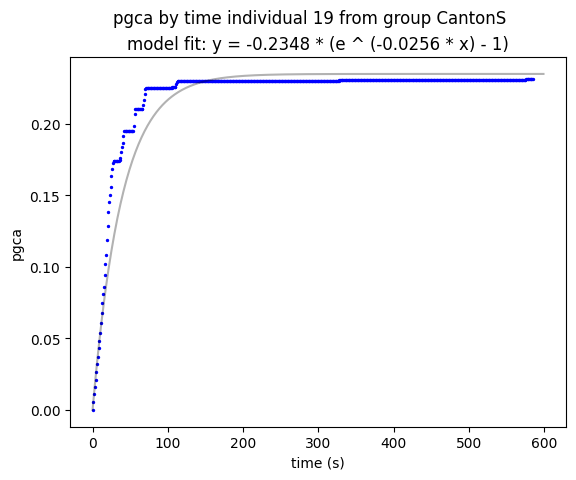 pgca by time individual 19 from group CantonS
model fit: y = -0.2348 * (e ^ (-0.0256 * x) - 1)
pgca
0.20
0.15
0.10
0.05
0.00
0 100 200 300 400 500 600
time (s)